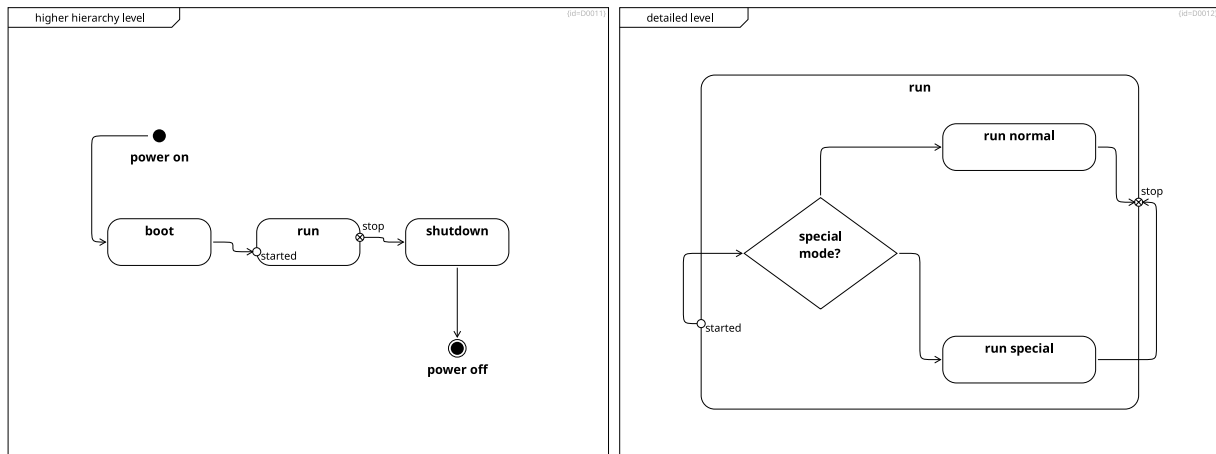 higher hierarchy level
{id=D0011}
power on
boot
run
stop
started
shutdown
power off
detailed level
{id=D0012}
run
run normal
stop
special
mode?
started
run special